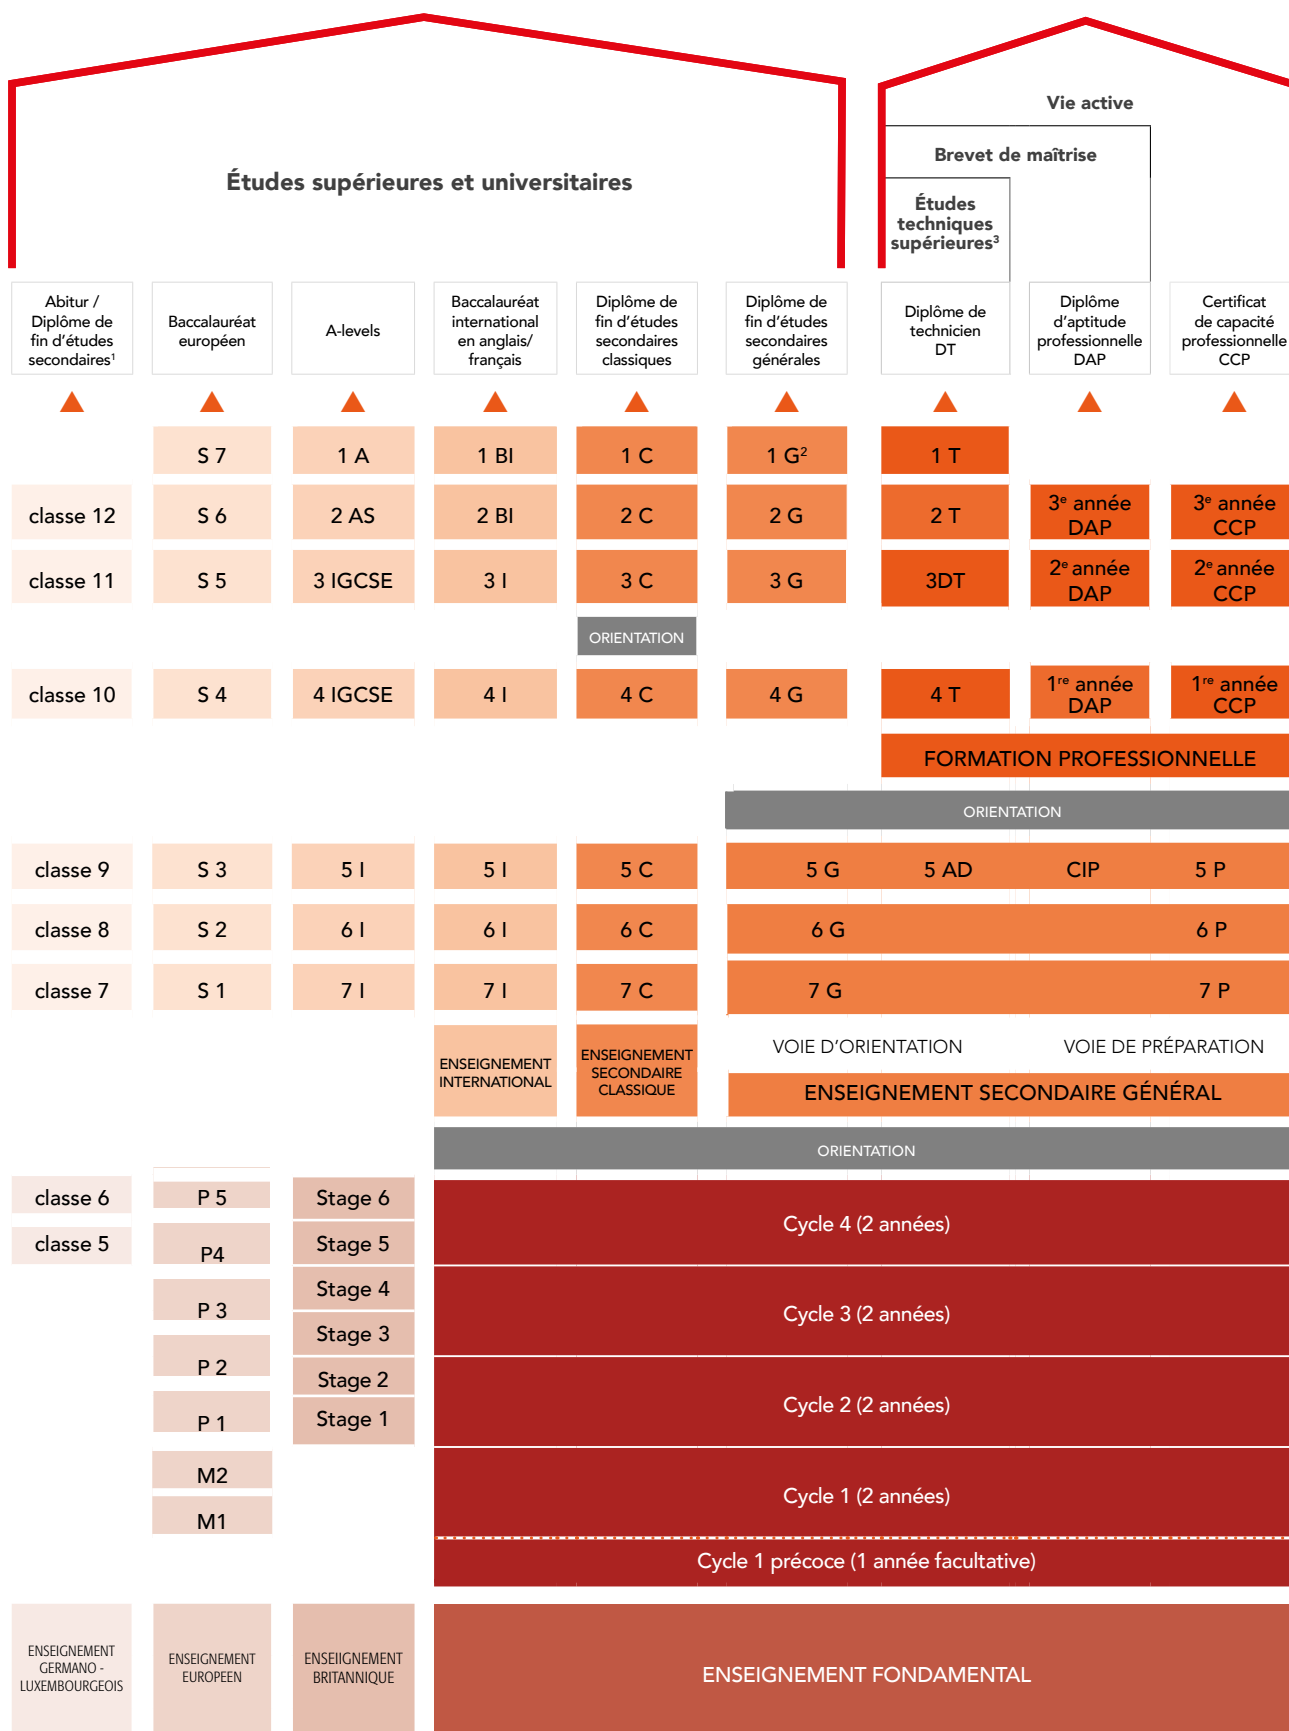 Vie active
Brevet de maîtrise
Études supérieures et universitaires
Études
techniques
supérieures³
Abitur /
Diplôme de
fin d'études
secondaires¹
Baccalauréat
européen
A-levels
Baccalauréat
international
en anglais/
français
Diplôme de
fin d'études
secondaires
classiques
Diplôme de
fin d'études
secondaires
générales
Diplôme de
technicien
DT
Diplôme
d'aptitude
professionnelle
DAP
Certificat
de capacité
professionnelle
CCP
S 7
1 A
1 BI
1 C
1 G²
1 T
classe 12
S 6
2 AS
2 BI
2 C
2 G
2 T
3e année
DAP
3e année
CCP
classe 11
S 5
3 IGCSE
3 I
3 C
3 G
3DT
2e année
DAP
2e année
CCP
ORIENTATION
classe 10
S 4
4 IGCSE
4 I
4 C
4 G
4 T
1re année
DAP
1re année
CCP
FORMATION PROFESSIONNELLE
ORIENTATION
classe 9
S 3
5 I
5 I
5 C
5 G
5 AD
CIP
5 P
classe 8
S 2
6 I
6 I
6 C
6 G
6 P
classe 7
S 1
7 I
7 I
7 C
7 G
7 P
ENSEIGNEMENT
INTERNATIONAL
ENSEIGNEMENT
SECONDAIRE
CLASSIQUE
VOIE D'ORIENTATION
VOIE DE PRÉPARATION
ENSEIGNEMENT SECONDAIRE GÉNÉRAL
ORIENTATION
classe 6
P 5
Stage 6
Cycle 4 (2 années)
classe 5
P4
Stage 5
Stage 4
P 3
Cycle 3 (2 années)
Stage 3
P 2
Stage 2
Cycle 2 (2 années)
P 1
Stage 1
M2
Cycle 1 (2 années)
M1
Cycle 1 précoce (1 année facultative)
ENSEIGNEMENT
GERMANO -
LUXEMBOURGEOIS
ENSEIGNEMENT
EUROPEEN
ENSEIIGNEMENT
BRITANNIQUE
ENSEIGNEMENT FONDAMENTAL